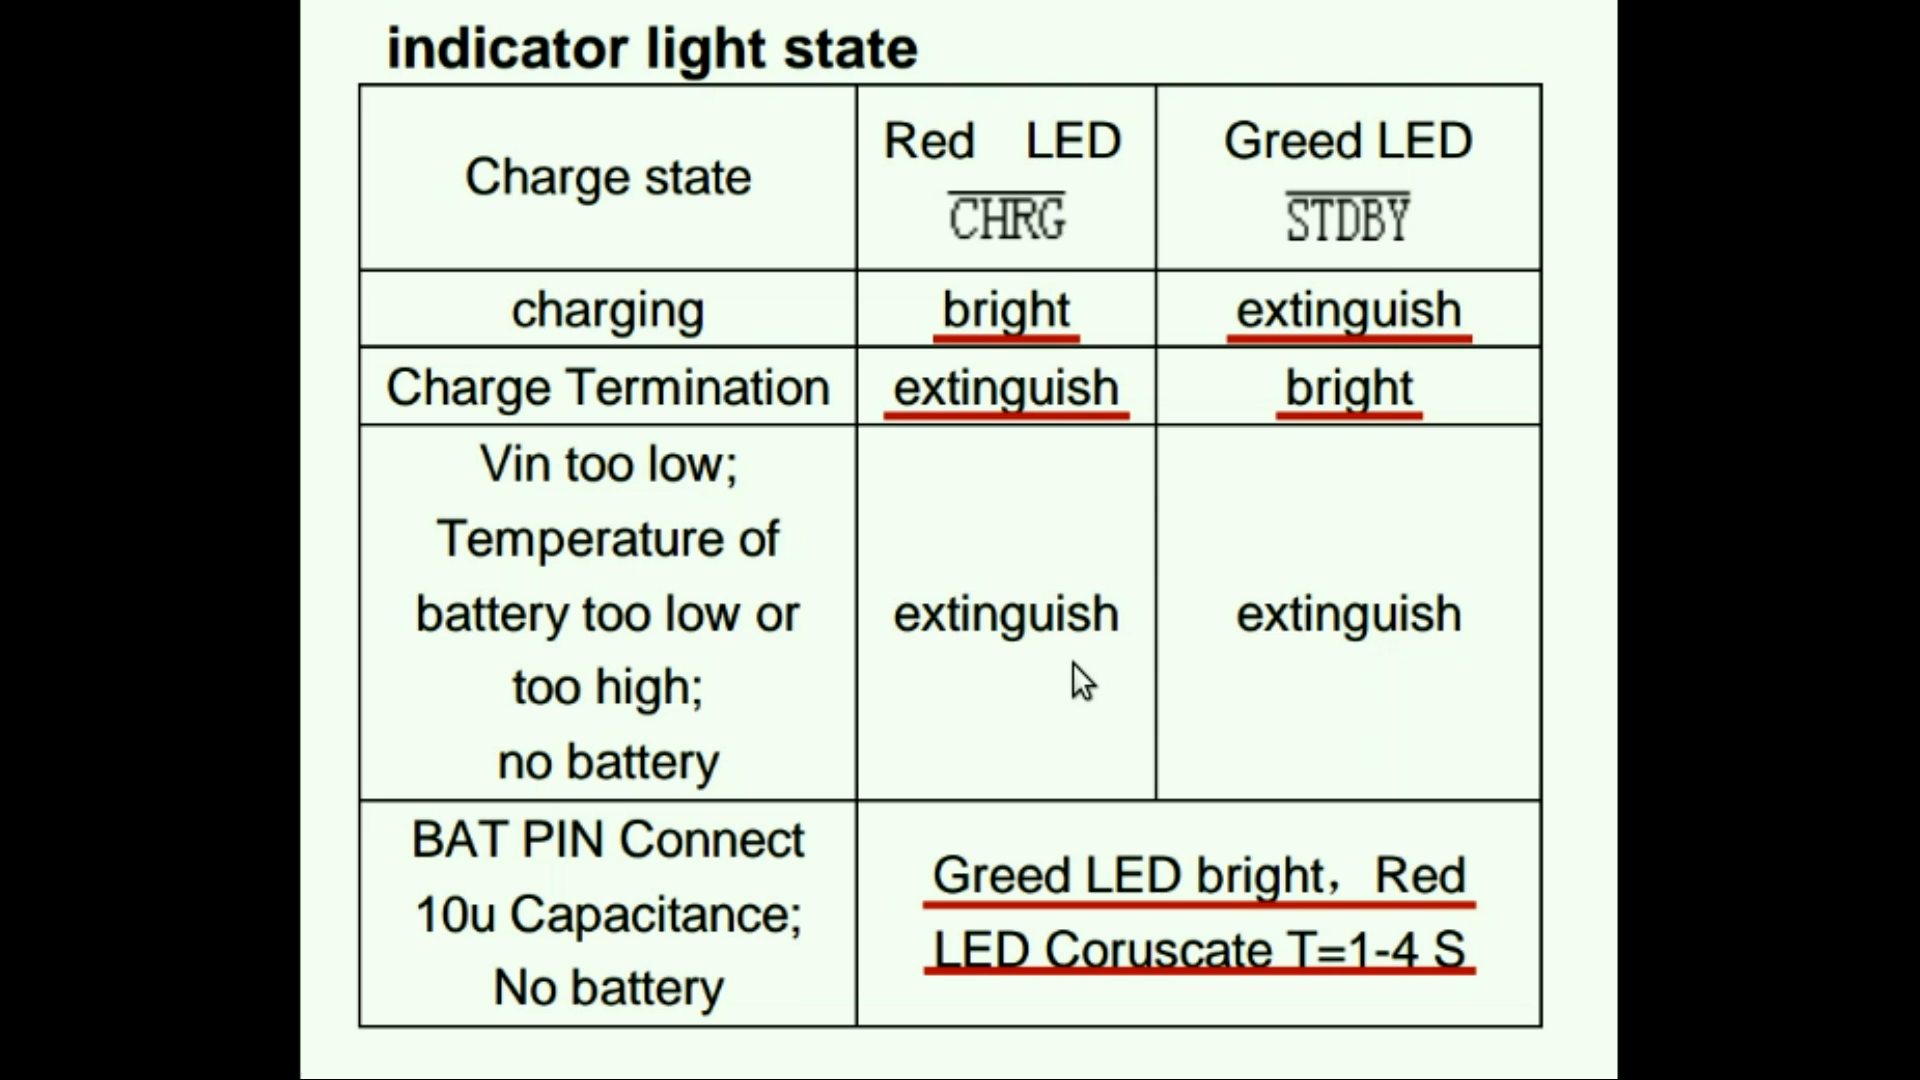 indicator light state
Charge state
Red LED
CHRG
Greed LED
STDBY
charging
bright
extinguish
Charge Termination
extinguish
bright
Vin too low;
Temperature of
battery too low or
too high;
no battery
extinguish
extinguish
BAT PIN Connect
10u Capacitance;
No battery
Greed LED bright，Red
LED Coruscate T=1-4 S